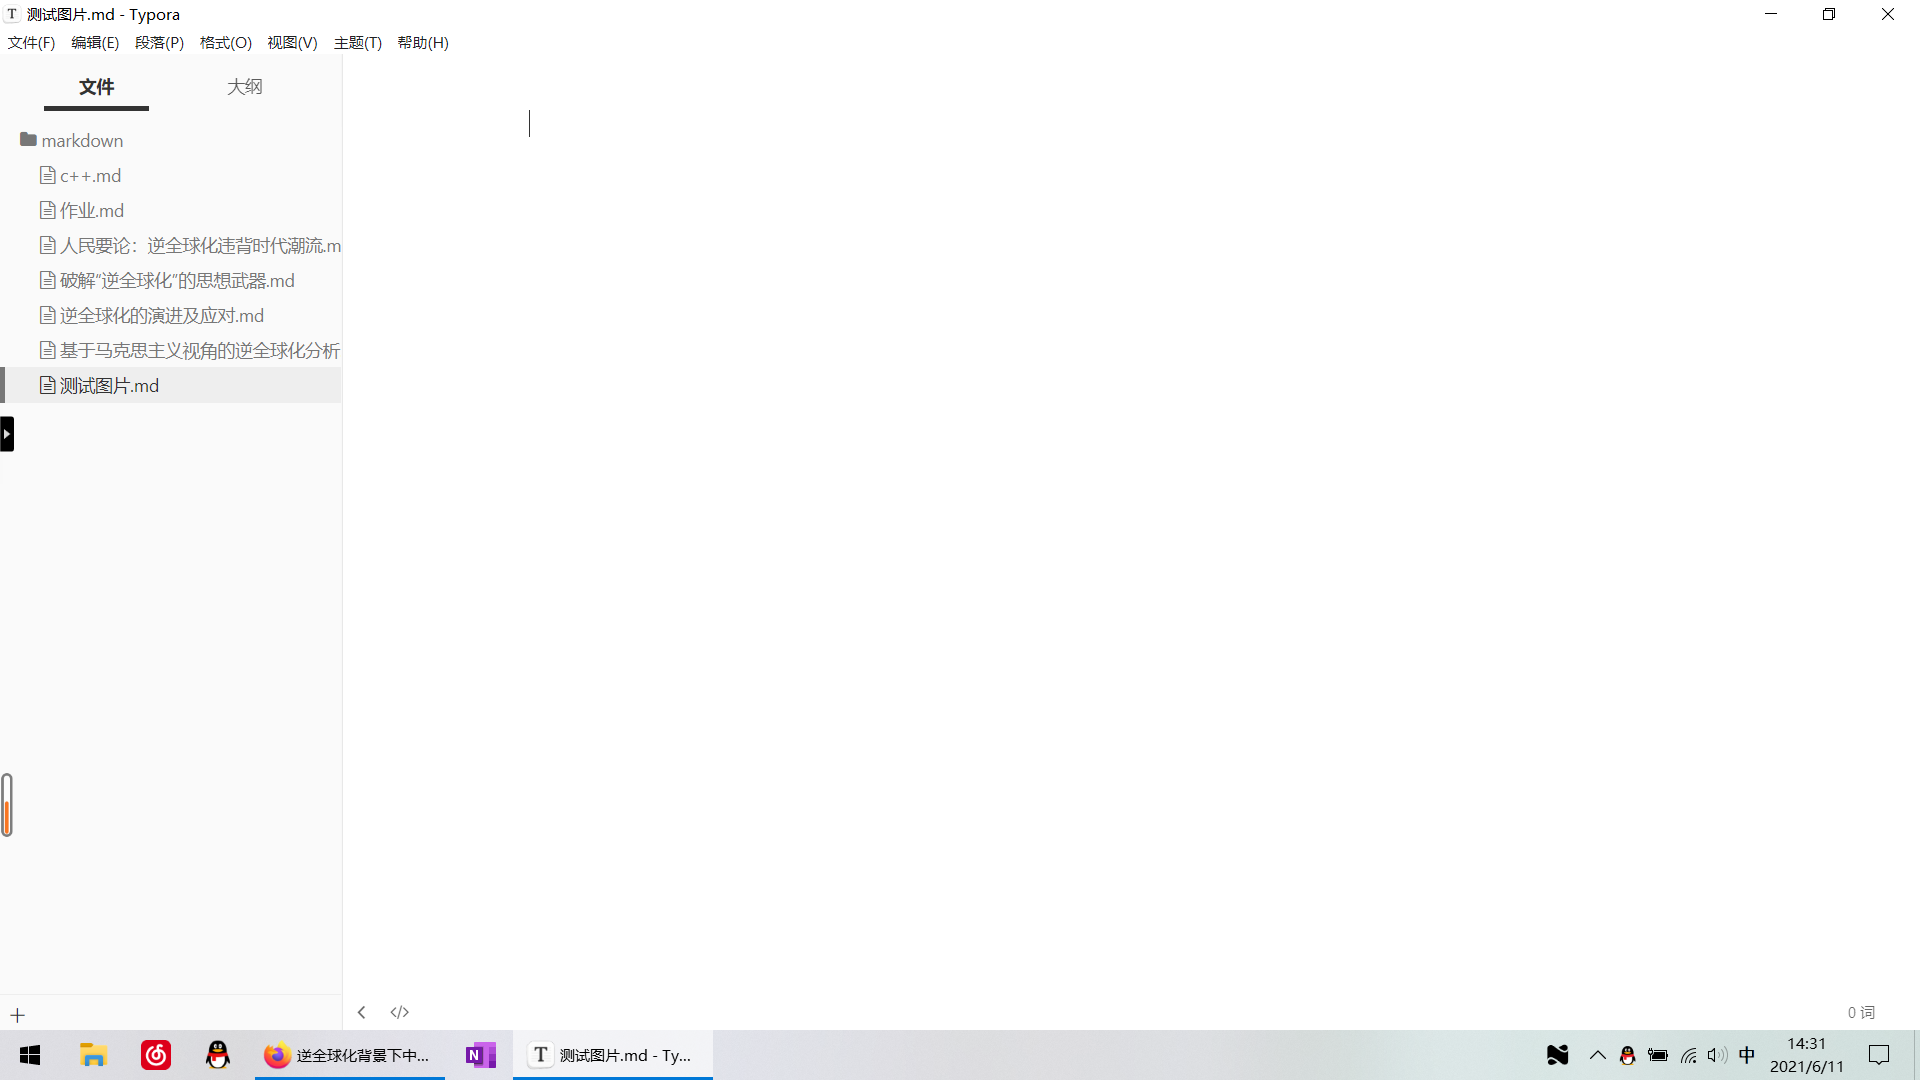 测试图片.md - Typora
文件(F) 编辑(E) 段落(P) 格式(O) 视图(V) 主题(T) 帮助(H)
文件 大纲
markdown
c++.md
作业.md
人民要论：逆全球化违背时代潮流.m
破解“逆全球化”的思想武器.md
逆全球化的演进及应对.md
基于马克思主义视角的逆全球化分析
测试图片.md
0 词
逆全球化背景下中...
N
T 测试图片.md - Ty...
中
14:31
2021/6/11